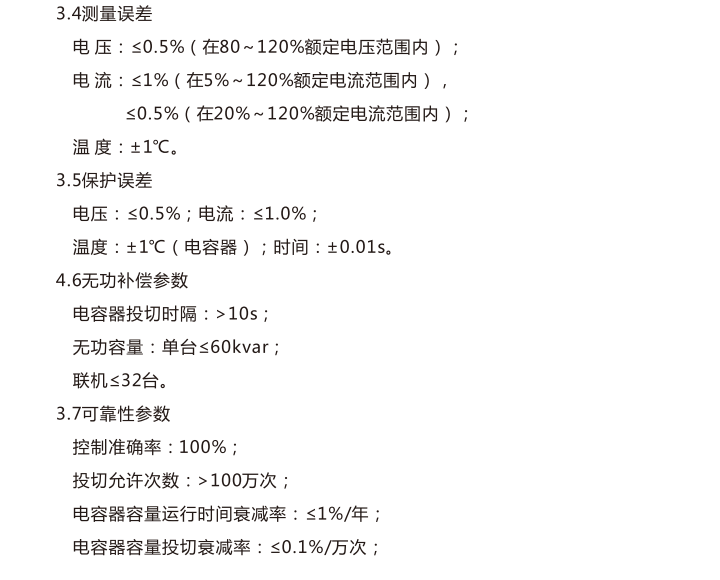 3.4测量误差
电 压：≤0.5%（在80~120%额定电压范围内）；
电 流：≤1%（在5%~120%额定电流范围内），
≤0.5%（在20%~120%额定电流范围内）；
温 度：±1℃。
3.5保护误差
电压：≤0.5%；电流：≤1.0%；
温度：±1℃（电容器）；时间：±0.01s。
4.6无功补偿参数
电容器投切时隔：>10s；
无功容量：单台≤60kvar；
联机≤32台。
3.7可靠性参数
控制准确率：100%；
投切允许次数：>100万次；
电容器容量运行时间衰减率：≤1%/年；
电容器容量投切衰减率：≤0.1%/万次；